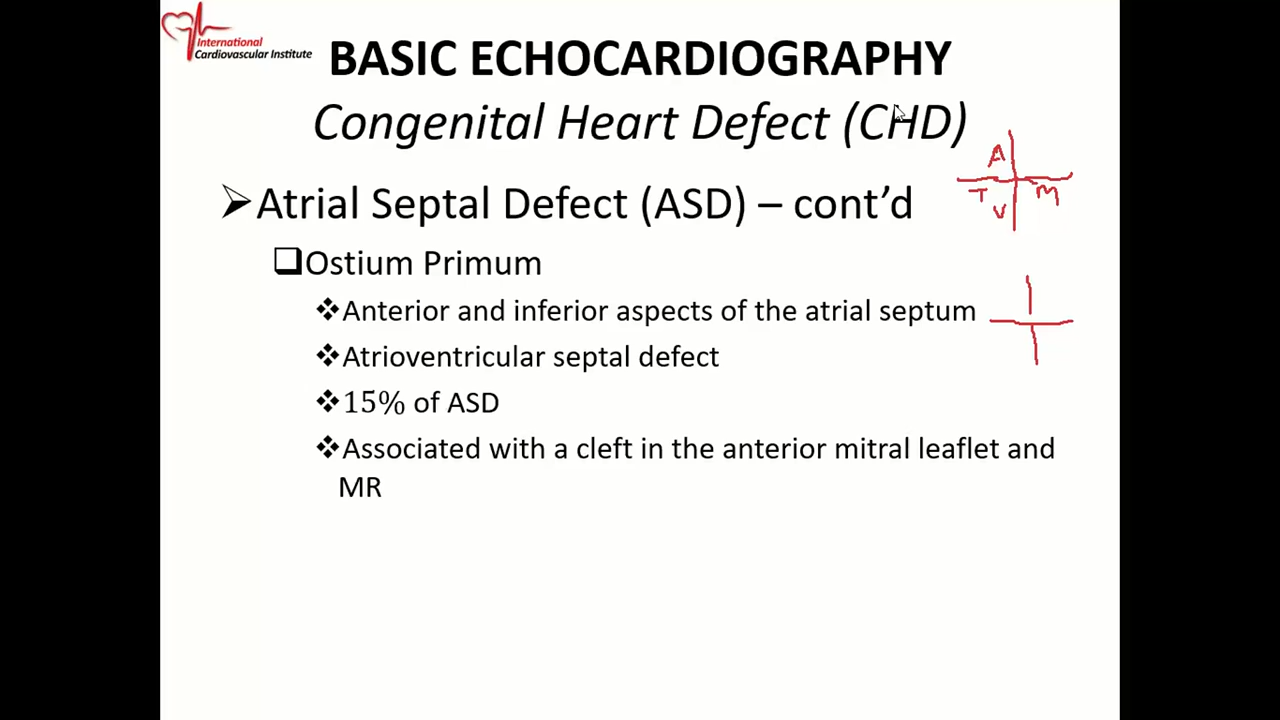 International
Cardiovascular Institute
BASIC ECHOCARDIOGRAPHY
Congenital Heart Defect (CHD)
Atrial Septal Defect (ASD) – cont’d
A
T M
V
Ostium Primum
Anterior and inferior aspects of the atrial septum
Atrioventricular septal defect
15% of ASD
Associated with a cleft in the anterior mitral leaflet and
MR